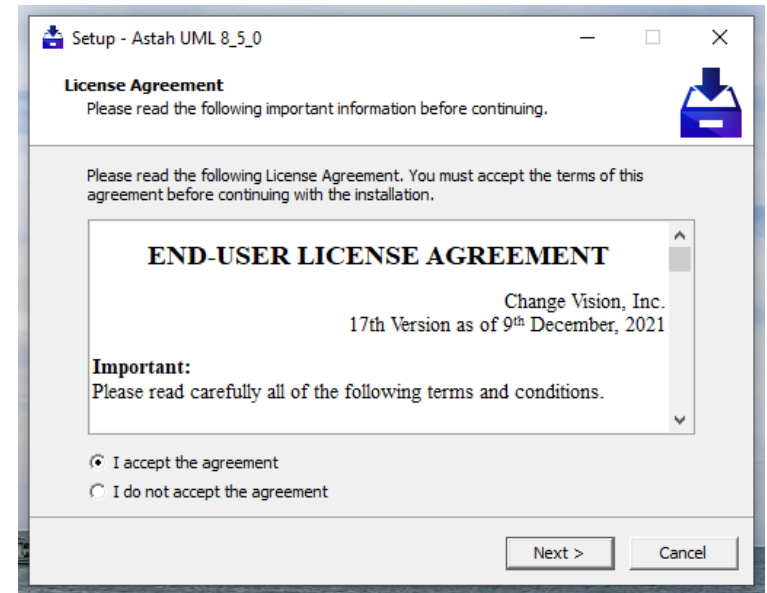 Setup - Astah UML 8_5_0
License Agreement
Please read the following important information before continuing.
Please read the following License Agreement. You must accept the terms of this
agreement before continuing with the installation.
END-USER LICENSE AGREEMENT
Change Vision, Inc.
17th Version as of 9th December, 2021
Important:
Please read carefully all of the following terms and conditions.
I accept the agreement
I do not accept the agreement
Next >
Cancel